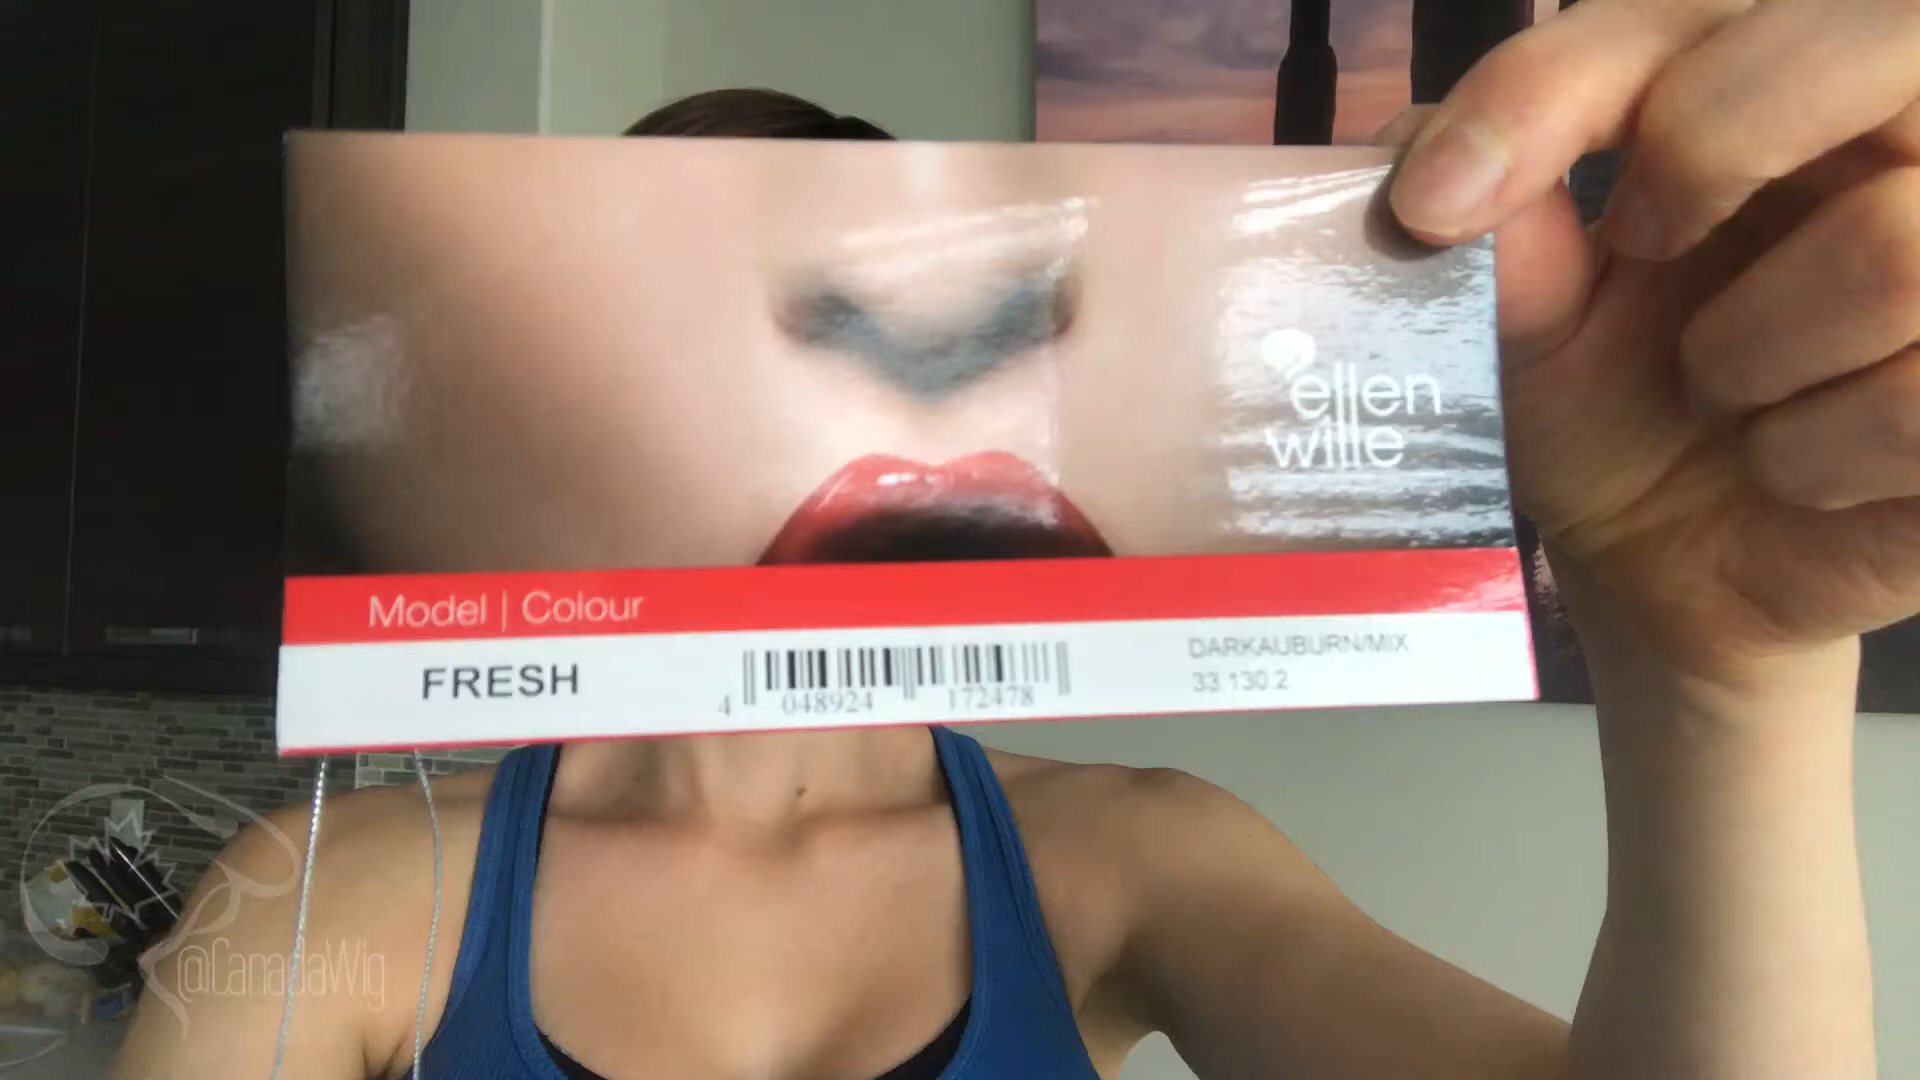 ellen
wille
Model | Colour
FRESH
4 048924 172478
DARKAUBURN/MIX
33.130.2
@CanadaWig